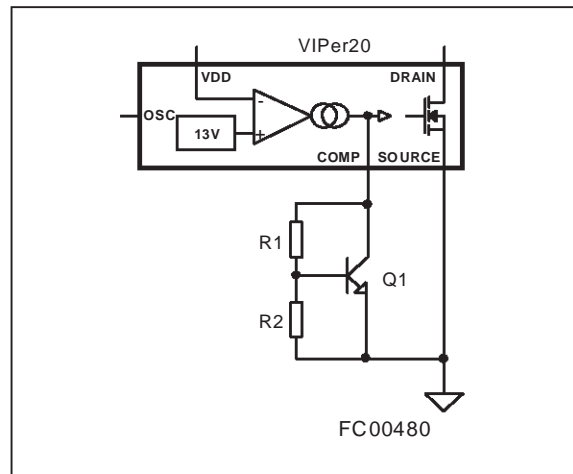 VIPer20
VDD
DRAIN
OSC
-
13V
+
COMP
SOURCE
R1
Q1
R2
FC00480